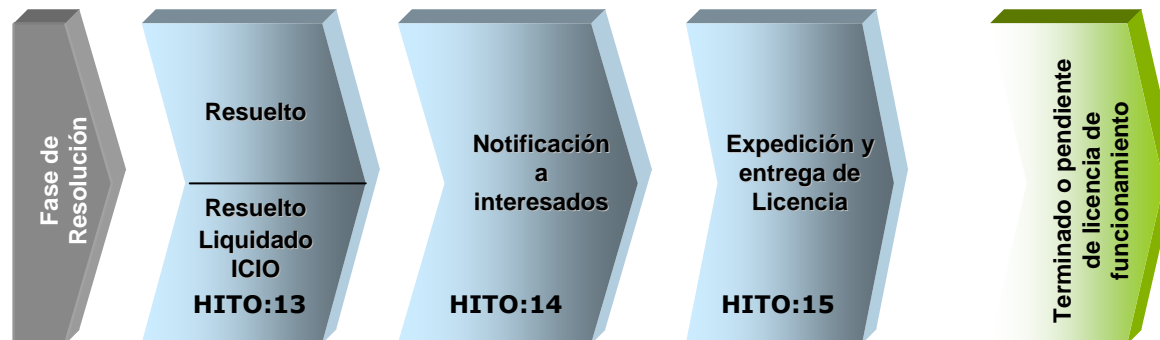 Fase de
Resolución
Resuelto
Resuelto
Liquidado
ICIO
HITO:13
Notificación
a
interesados
HITO:14
Expedición y
entrega de
Licencia
HITO:15
Terminado o pendiente
de licencia de
funcionamiento